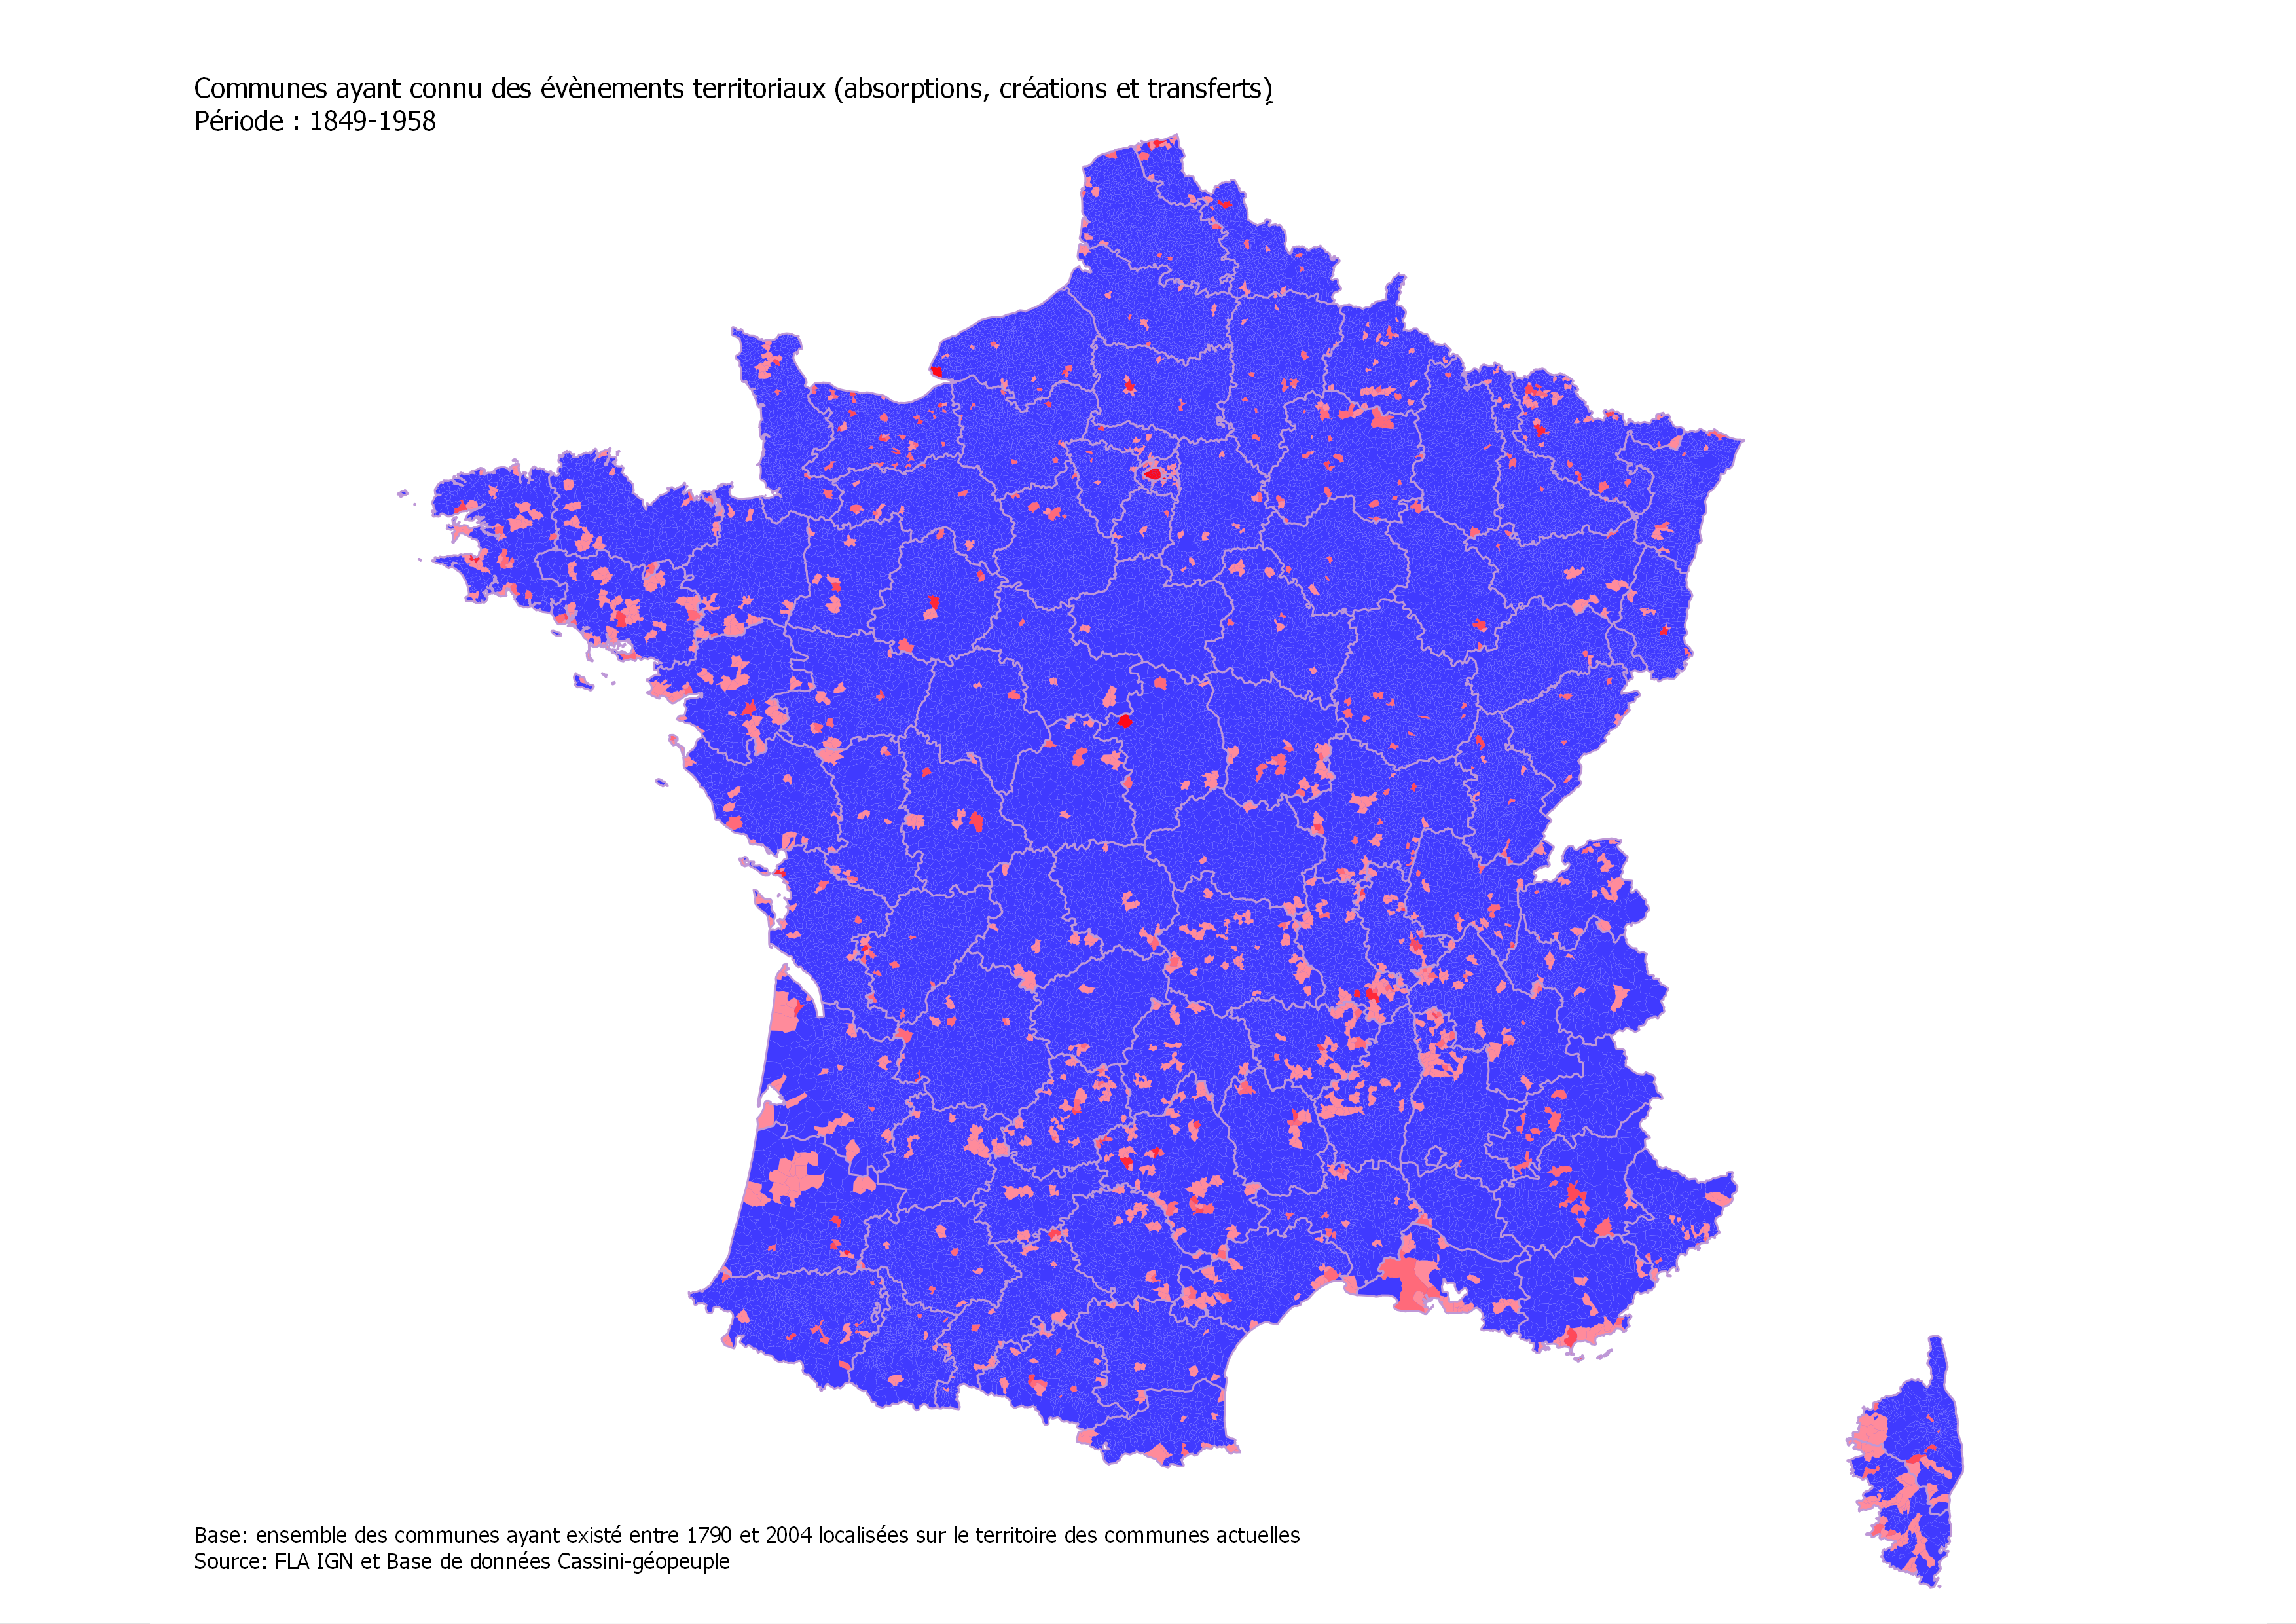 Communes ayant connu des évènements territoriaux (absorptions, créations et transferts)
Période : 1849-1958
Base: ensemble des communes ayant existé entre 1790 et 2004 localisées sur le territoire des communes actuelles
Source: FLA IGN et Base de données Cassini-géopeuple